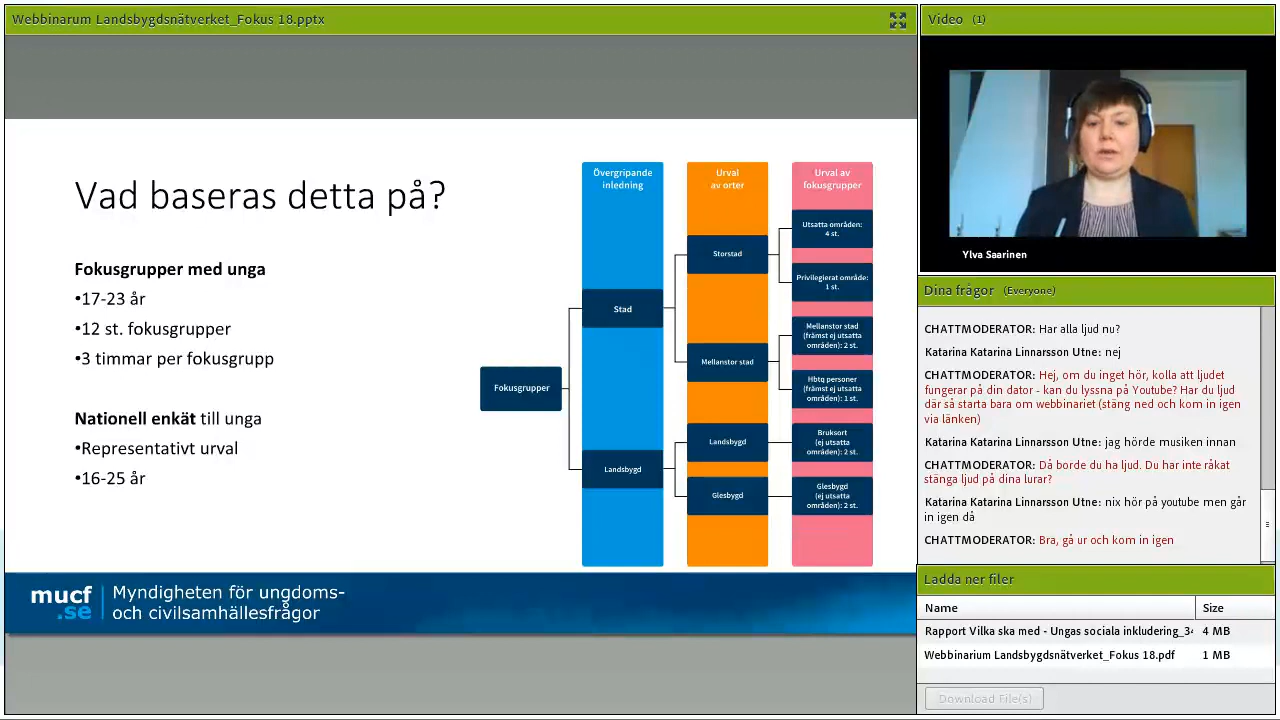 Webbinarum Landsbygdsnätverket_Fokus 18.pptx
Vad baseras detta på?
Fokusgrupper med unga
•17-23 år
•12 st. fokusgrupper
•3 timmar per fokusgrupp
Nationell enkät till unga
•Representativt urval
•16-25 år
Övergripande
inledning
Urval
av orter
Urval av
fokusgrupper
Fokusgrupper
Stad
Landsbygd
Storstad
Mellanstor stad
Landsbygd
Glesbygd
Utsatta områden:
4 st.
Privilegierat område:
1 st.
Mellanstor stad
(främst ej utsatta
områden): 2 st.
Hbtq personer
(främst ej utsatta
områden): 1 st.
Bruksort
(ej utsatta
områden): 2 st.
Glesbygd
(ej utsatta
områden): 2 st.
mucf
.se
Myndigheten för ungdoms-
och civilsamhällesfrågor
Video (1)
Ylva Saarinen
Dina frågor (Everyone)
CHATTMODERATOR: Har alla ljud nu?
Katarina Katarina Linnarsson Utne: nej
CHATTMODERATOR: Hej, om du inget hör, kolla att ljudet
fungerar på din dator - kan du lyssna på Youtube? Har du ljud
där så starta bara om webbinariet (stäng ned och kom in igen
via länken)
Katarina Katarina Linnarsson Utne: jag hörde musiken innan
CHATTMODERATOR: Då borde du ha ljud. Du har inte råkat
stänga ljud på dina lurar?
Katarina Katarina Linnarsson Utne: nix hör på youtube men går
in igen då
CHATTMODERATOR: Bra, gå ur och kom in igen
Ladda ner filer
Name Size
Rapport Vilka ska med - Ungas sociala inkludering_34 4 MB
Webbinarium Landsbygdsnätverket_Fokus 18.pdf 1 MB
Download File(s)